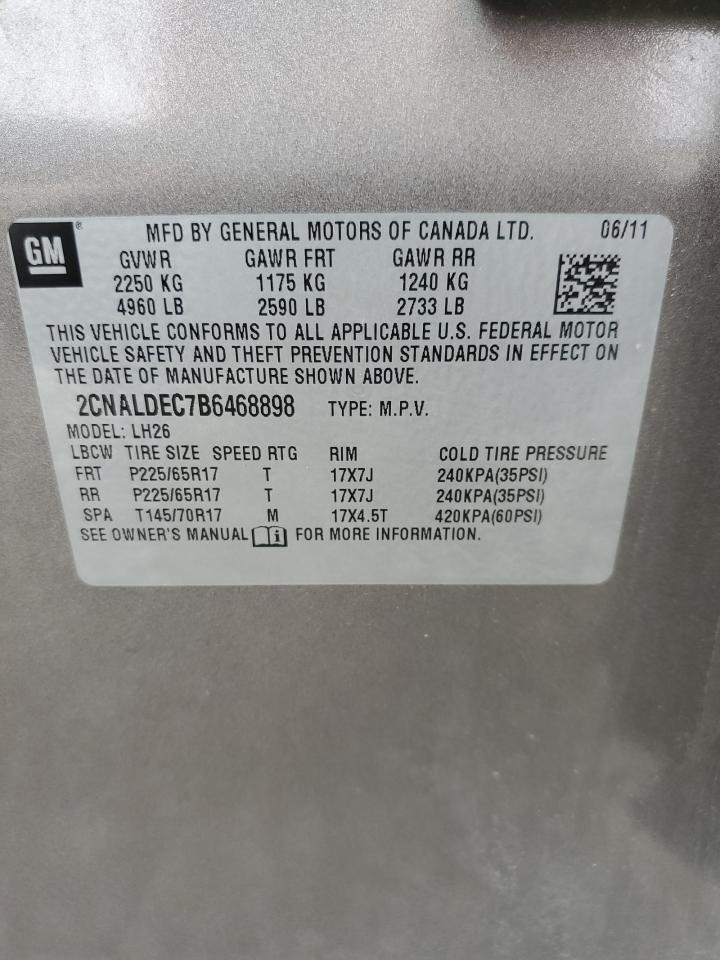 GM ® MFD BY GENERAL MOTORS OF CANADA LTD. 06/11
GVWR GAWR FRT GAWR RR
2250 KG 1175 KG 1240 KG
4960 LB 2590 LB 2733 LB
THIS VEHICLE CONFORMS TO ALL APPLICABLE U.S. FEDERAL MOTOR
VEHICLE SAFETY AND THEFT PREVENTION STANDARDS IN EFFECT ON
THE DATE OF MANUFACTURE SHOWN ABOVE.
2CNALDEC7B6468898 TYPE: M.P.V.
MODEL: LH26
LBCW TIRE SIZE SPEED RTG RIM COLD TIRE PRESSURE
FRT P225/65R17 T 17X7J 240KPA(35PSI)
RR P225/65R17 T 17X7J 240KPA(35PSI)
SPA T145/70R17 M 17X4.5T 420KPA(60PSI)
SEE OWNER'S MANUAL i FOR MORE INFORMATION.